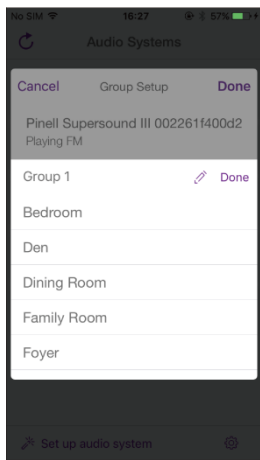 No SIM 16:27 57%
Audio Systems
Cancel Group Setup Done
Pinell Supersound III 002261f400d2
Playing FM
Group 1 Done
Bedroom
Den
Dining Room
Family Room
Foyer
Set up audio system